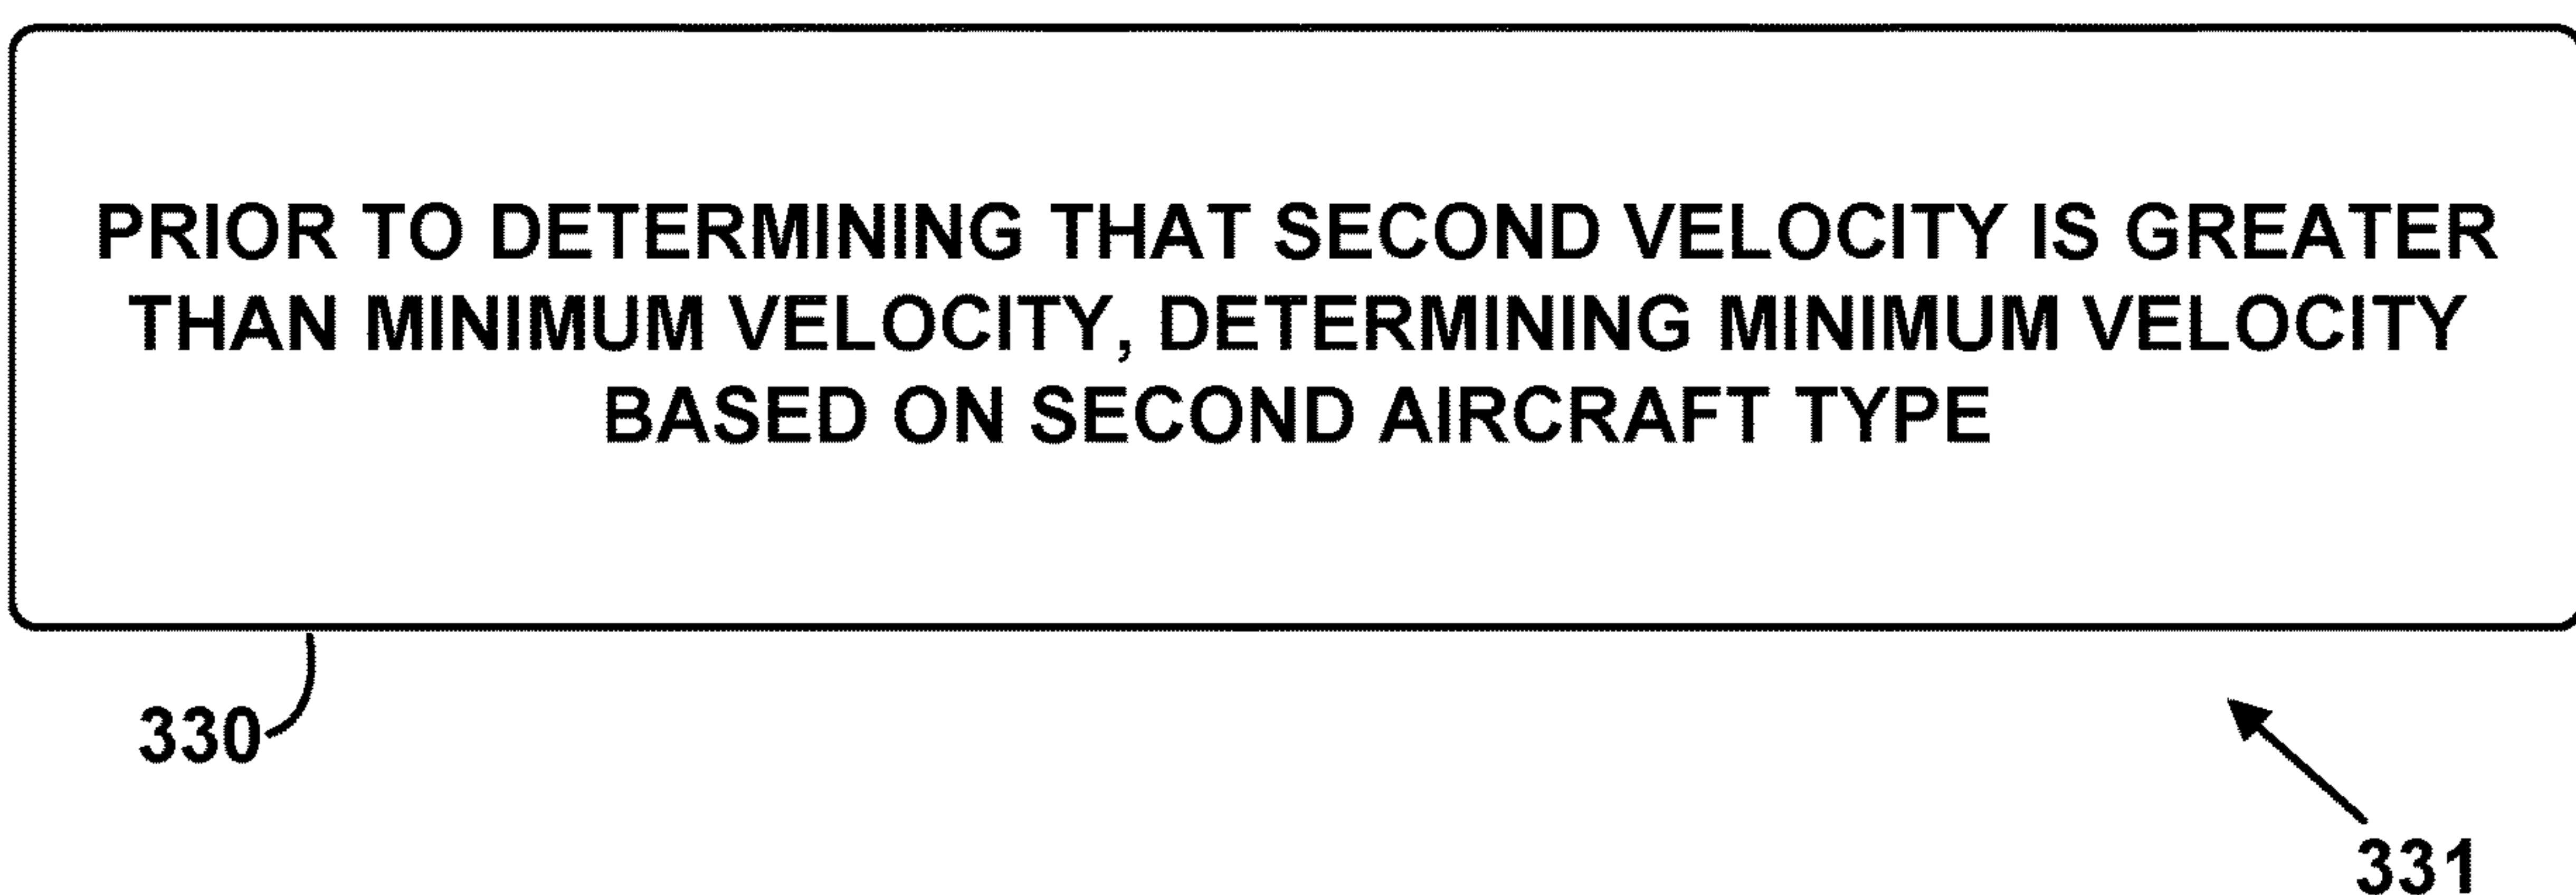 PRIOR TO DETERMINING THAT SECOND VELOCITY IS GREATER
THAN MINIMUM VELOCITY, DETERMINING MINIMUM VELOCITY
BASED ON SECOND AIRCRAFT TYPE
330
331